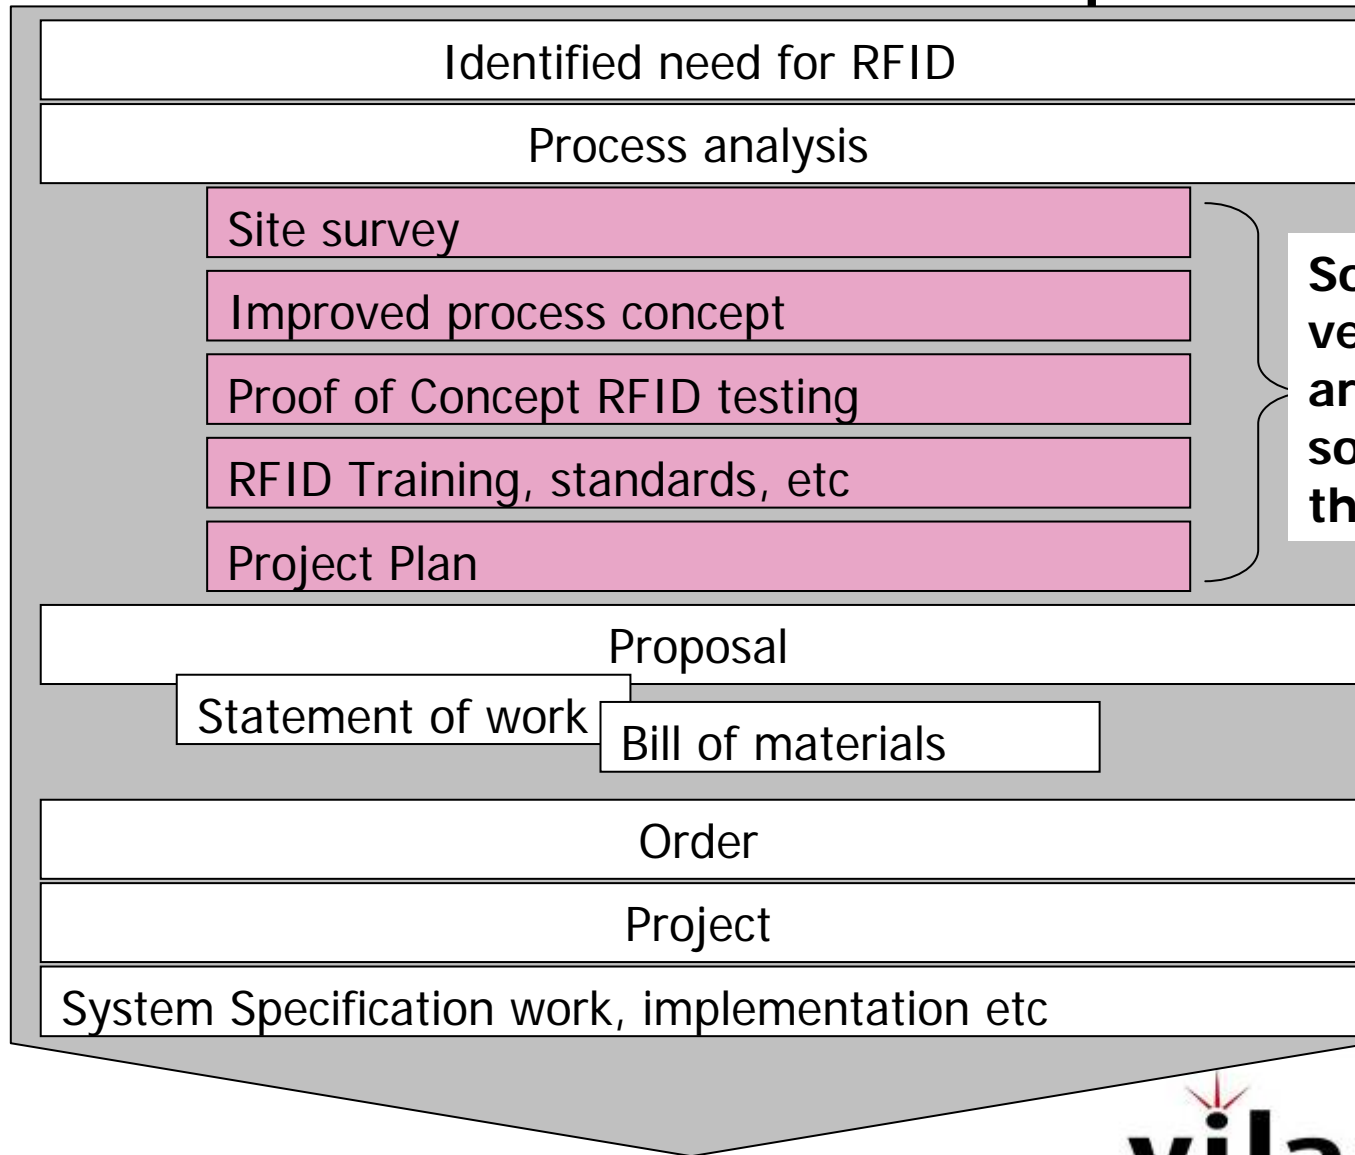 Identified need for RFID
Process analysis
Site survey
Improved process concept
Proof of Concept RFID testing
RFID Training, standards, etc
Project Plan
Proposal
Statement of work
Bill of materials
Order
Project
System Specification work, implementation etc